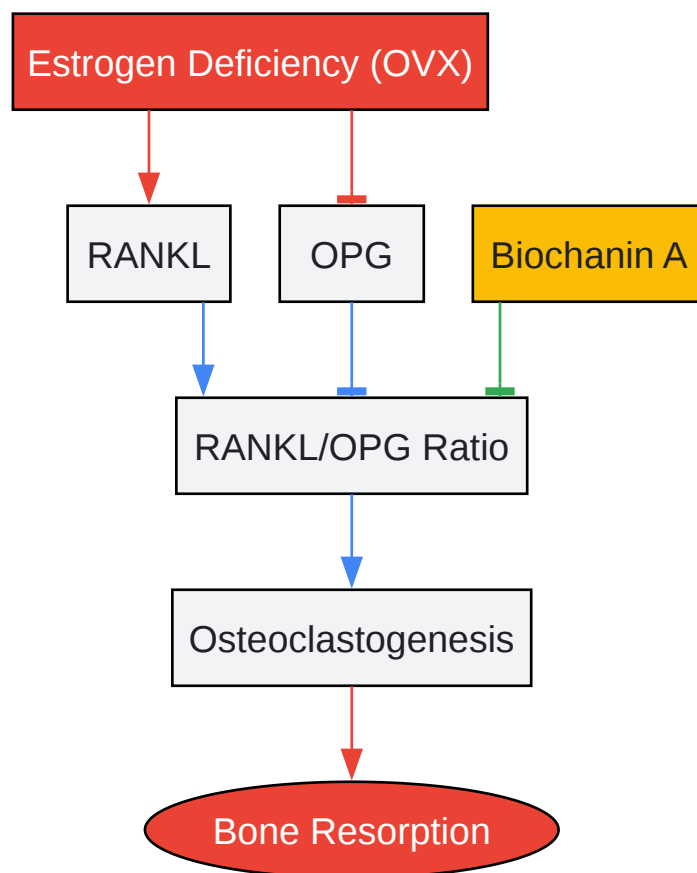 Estrogen Deficiency (OVX)
RANKL
OPG
Biochanin A
RANKL/OPG Ratio
Osteoclastogenesis
Bone Resorption